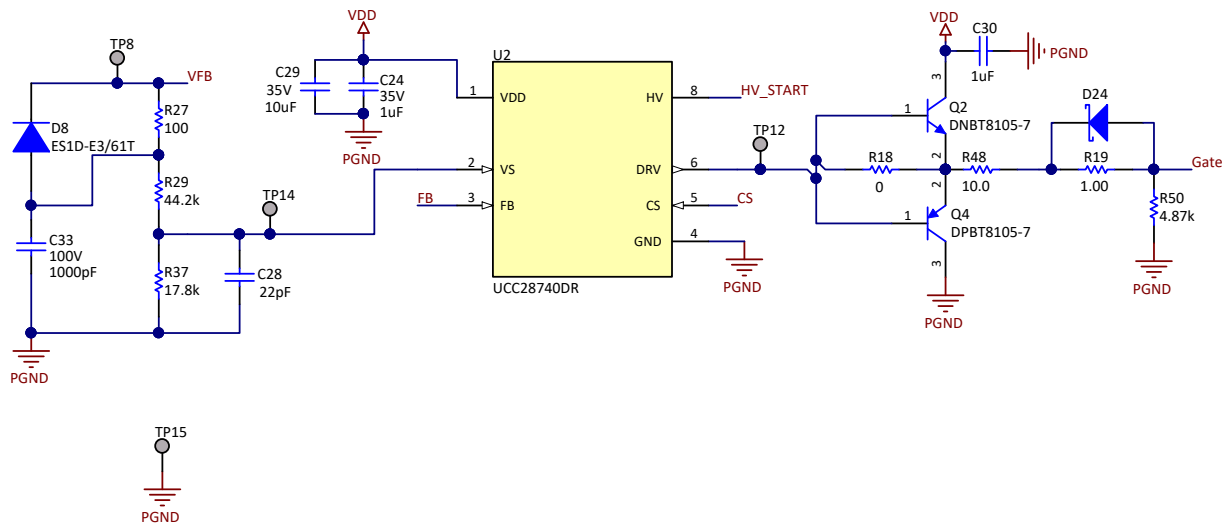 TP8
VFB
R27
100
D8
ES1D-E3/61T
R29
44.2k
TP14
C33
100V
1000pF
R37
17.8k
C28
22pF
PGND
TP15
PGND
VDD
C29
35V
10uF
C24
35V
1uF
PGND
FB
U2
1
VDD
2
VS
3
FB
HV
8
HV_START
DRV
6
CS
5
CS
GND
4
UCC28740DR
PGND
TP12
VDD
C30
1uF
PGND
3
1
Q2
DNBT8105-7
2
R18
0
R48
10.0
2
1
Q4
DPBT8105-7
3
PGND
D24
R19
1.00
Gate
R50
4.87k
PGND